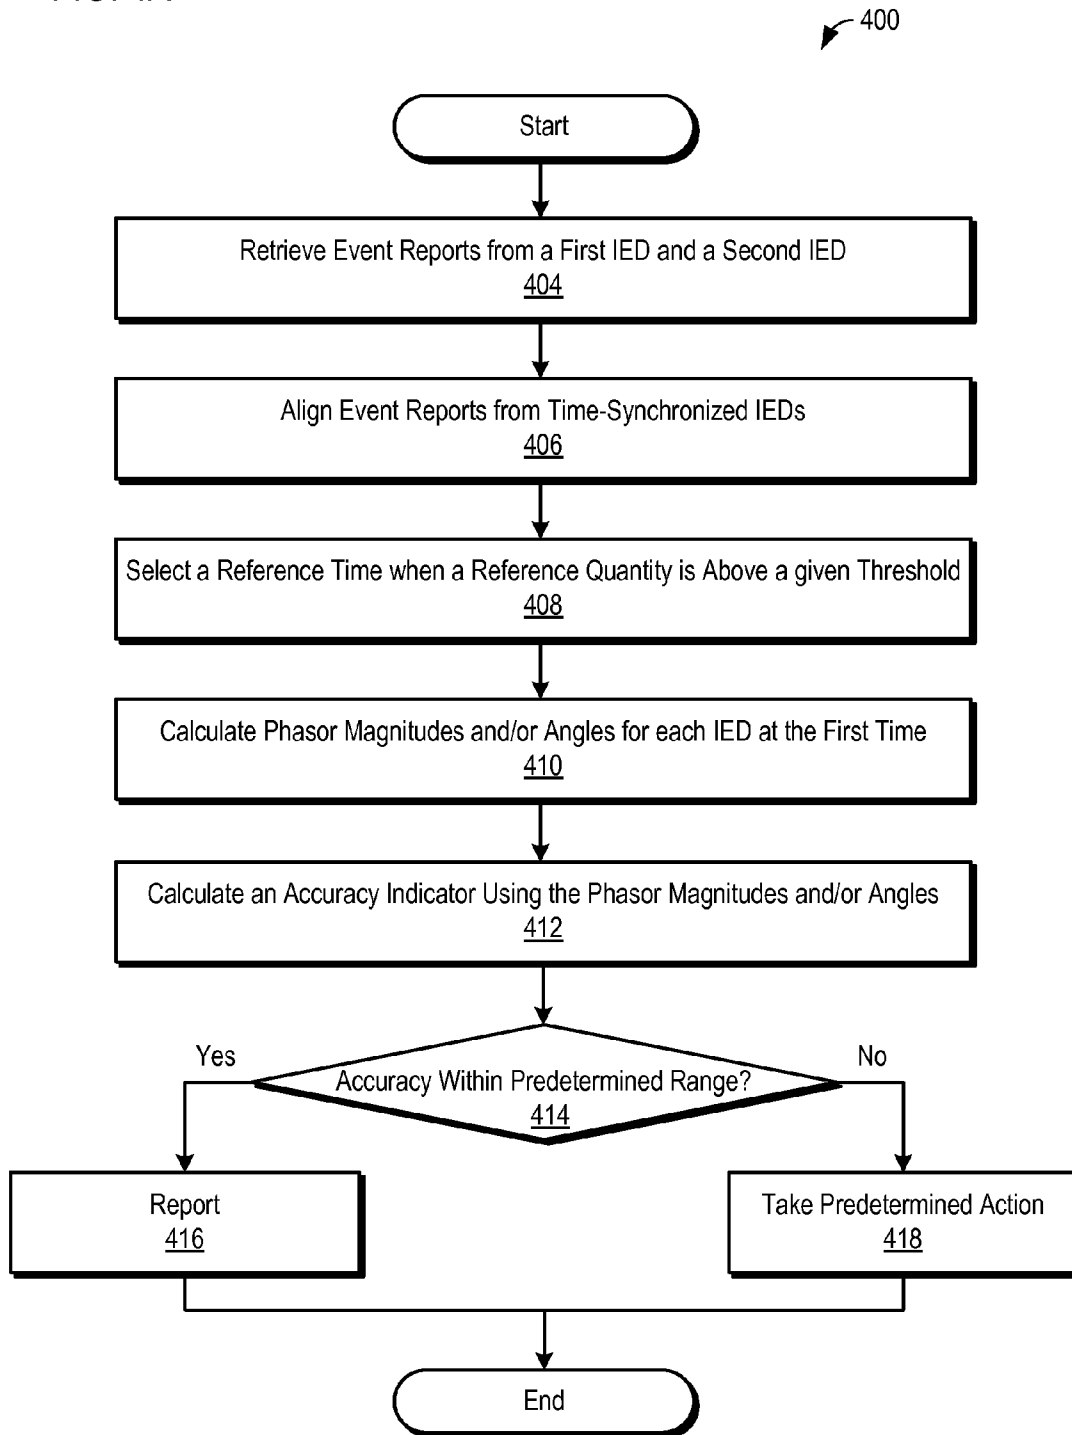 400
Start
Retrieve Event Reports from a First IED and a Second IED
404
Align Event Reports from Time-Synchronized IEDs
406
Select a Reference Time when a Reference Quantity is Above a given Threshold
408
Calculate Phasor Magnitudes and/or Angles for each IED at the First Time
410
Calculate an Accuracy Indicator Using the Phasor Magnitudes and/or Angles
412
Yes
No
Accuracy Within Predetermined Range?
414
Report
416
Take Predetermined Action
418
End